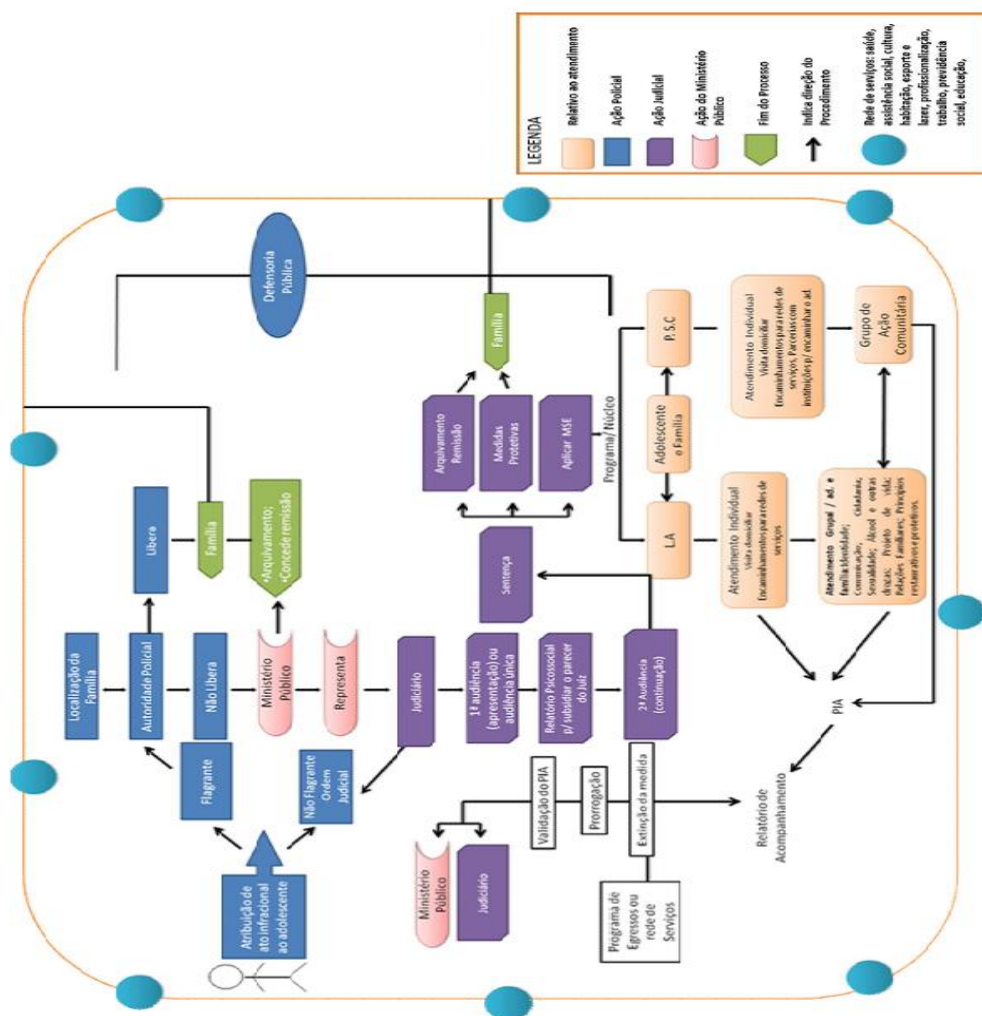 Atribuição de
ato infracional
ao adolescente
Flagrante
Não Flagrante
Ordem
Judicial
Localização da
Família
Autoridade Policial
Não Libera
Libera
Família
Ministério
Público
•Arquivamento;
•Concede remissão
Representa
Judiciário
1ª audiência
(apresentação) ou
audiência única
Relatório Psicossocial
p/ subsidiar o parecer
do Juiz
2ª Audiência
(continuação)
Sentença
Arquivamento
Remissão
Medidas
Protetivas
Aplicar MSE
Família
Defensoria
Pública
Programa/ Núcleo
L.A
Adolescente
e Família
P. S.C
Atendimento Individual
Visita domiciliar
Encaminhamentos para redes de
serviços
Atendimento Individual
Visita domiciliar
Encaminhamentos para redes de
serviços, Parcerias com
instituições p/ encaminhar o ad.
Atendimento Grupal / ad. e
família: Identidade;
Comunicação; Cidadania,
Sexualidade; Álcool e outras
drogas; Projeto de vida;
Relações Familiares; Princípios
restaurativos e protetivos.
Grupo de
Ação
Comunitária
PIA
Relatório de
Acompanhamento
Ministério
Público
Judiciário
Validação do PIA
Prorrogação
Extinção da medida
Programa de
Egressos ou
rede de
Serviços
LEGENDA
Relativo ao atendimento
Ação Policial
Ação Judicial
Ação do Ministério
Público
Fim do Processo
Indica direção do
Procedimento
Rede de serviços: saúde,
assistência social, cultura,
habitação, esporte e
lazer, profissionalização,
trabalho, previdência
social, educação,